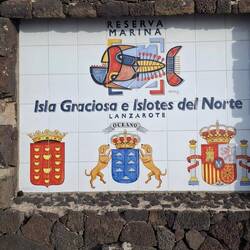 RESERVA
MARINA
Isla Graciosa e Islotes del Norte
LANZAROTE
OCEANO